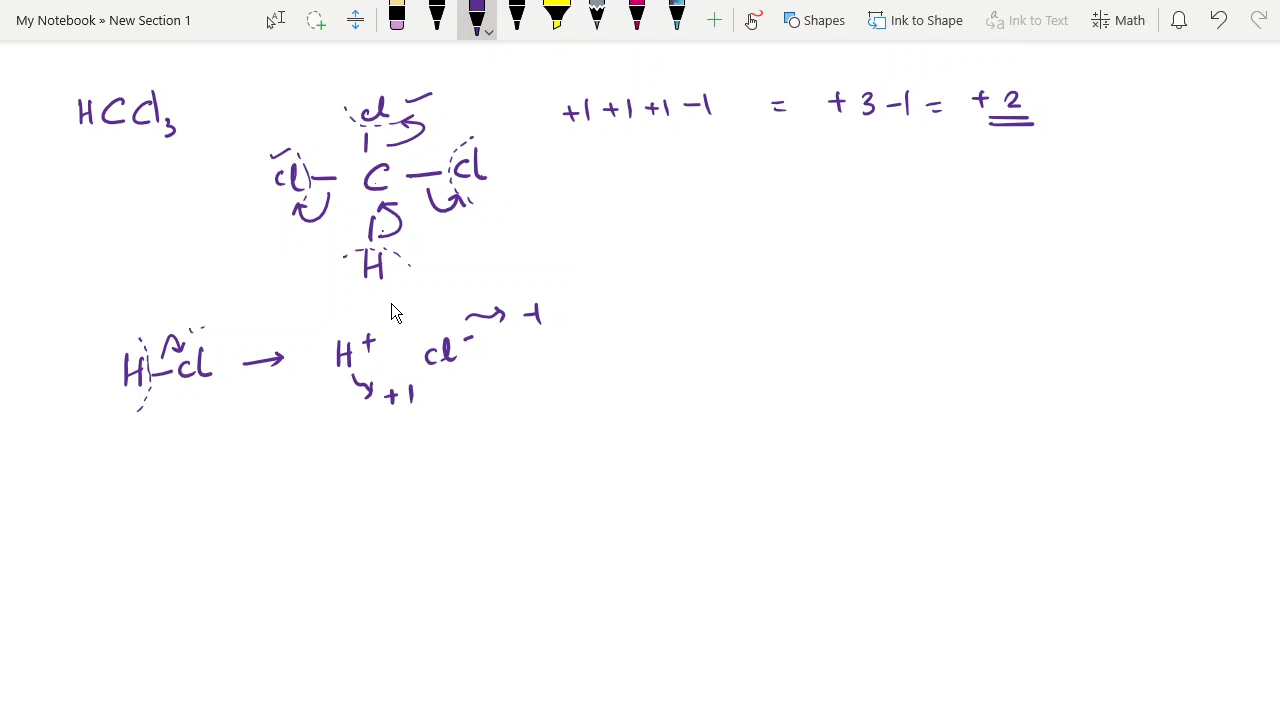 My Notebook » New Section 1
Shapes
Ink to Shape
Ink to Text
Math
HCCl3
+1 +1 +1 -1 = +3 -1 = +2
Cl
Cl - C - Cl
H
H-Cl → H+ Cl- → -1
+1